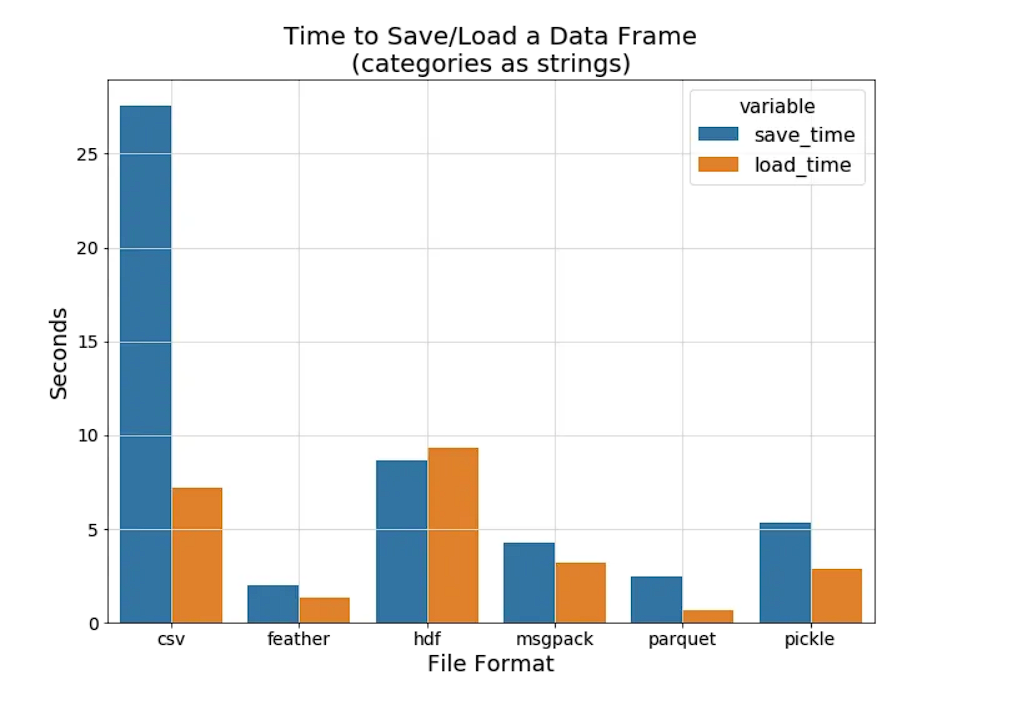 Time to Save/Load a Data Frame
(categories as strings)
variable
save_time
load_time
25
20
15
10
5
0
Seconds
csv feather hdf msgpack parquet pickle
File Format